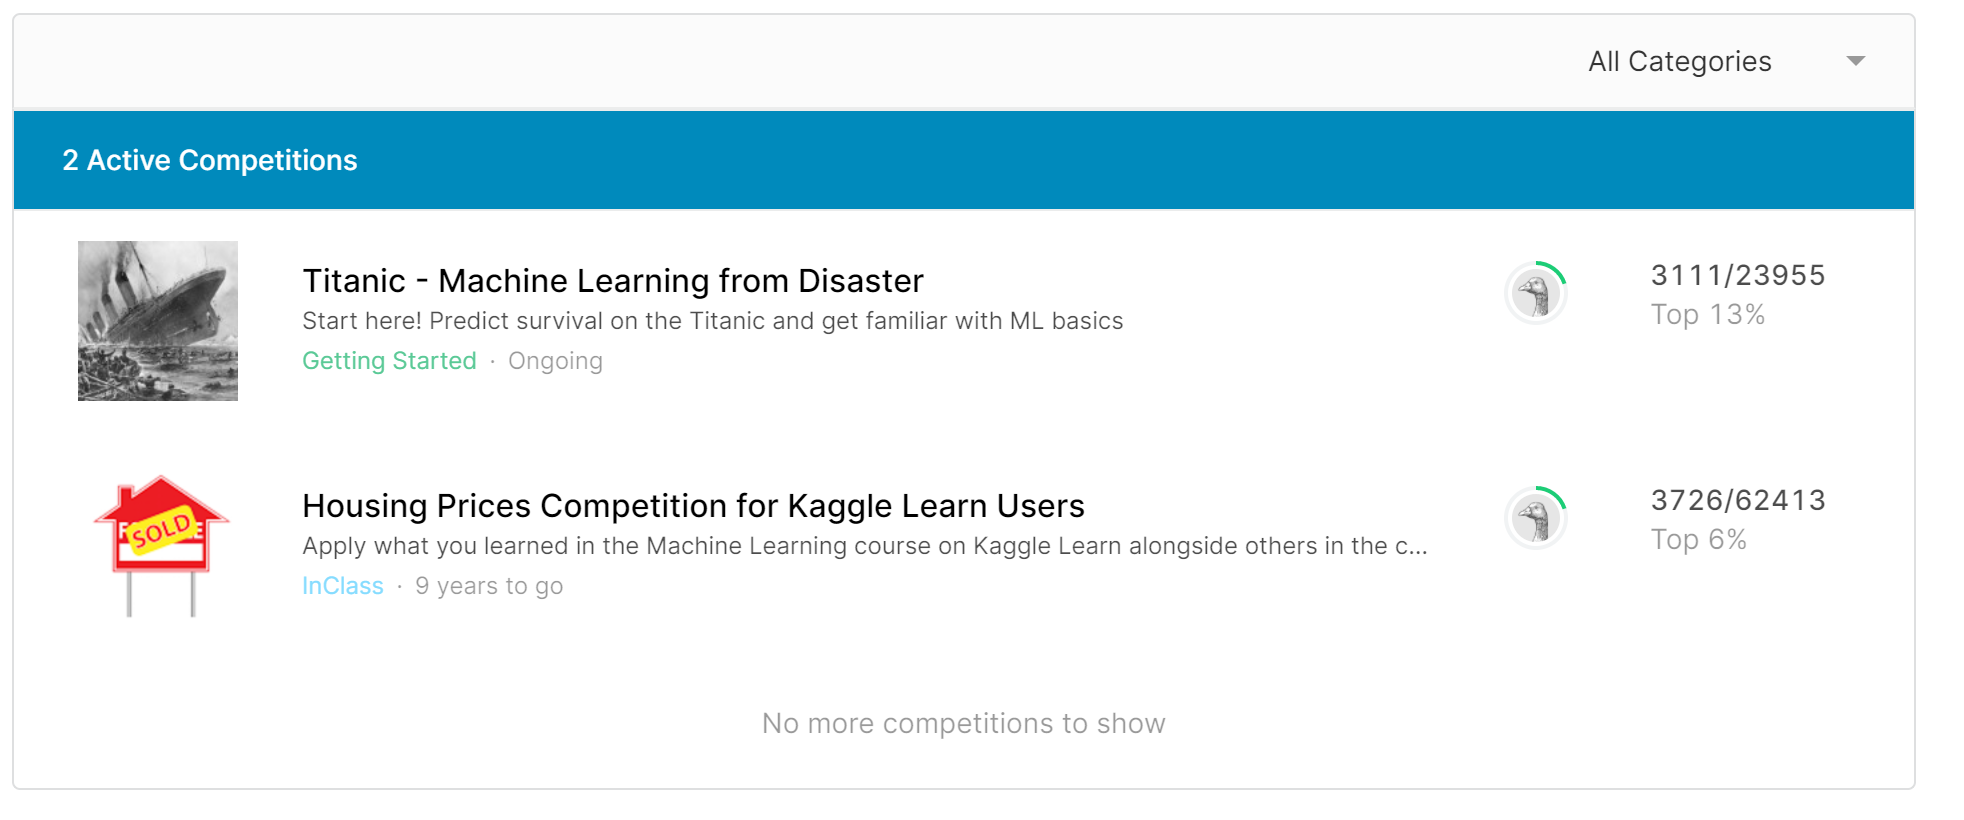 All Categories
2 Active Competitions
Titanic - Machine Learning from Disaster
Start here! Predict survival on the Titanic and get familiar with ML basics
Getting Started · Ongoing
3111/23955
Top 13%
SOLD
Housing Prices Competition for Kaggle Learn Users
Apply what you learned in the Machine Learning course on Kaggle Learn alongside others in the c...
InClass · 9 years to go
3726/62413
Top 6%
No more competitions to show